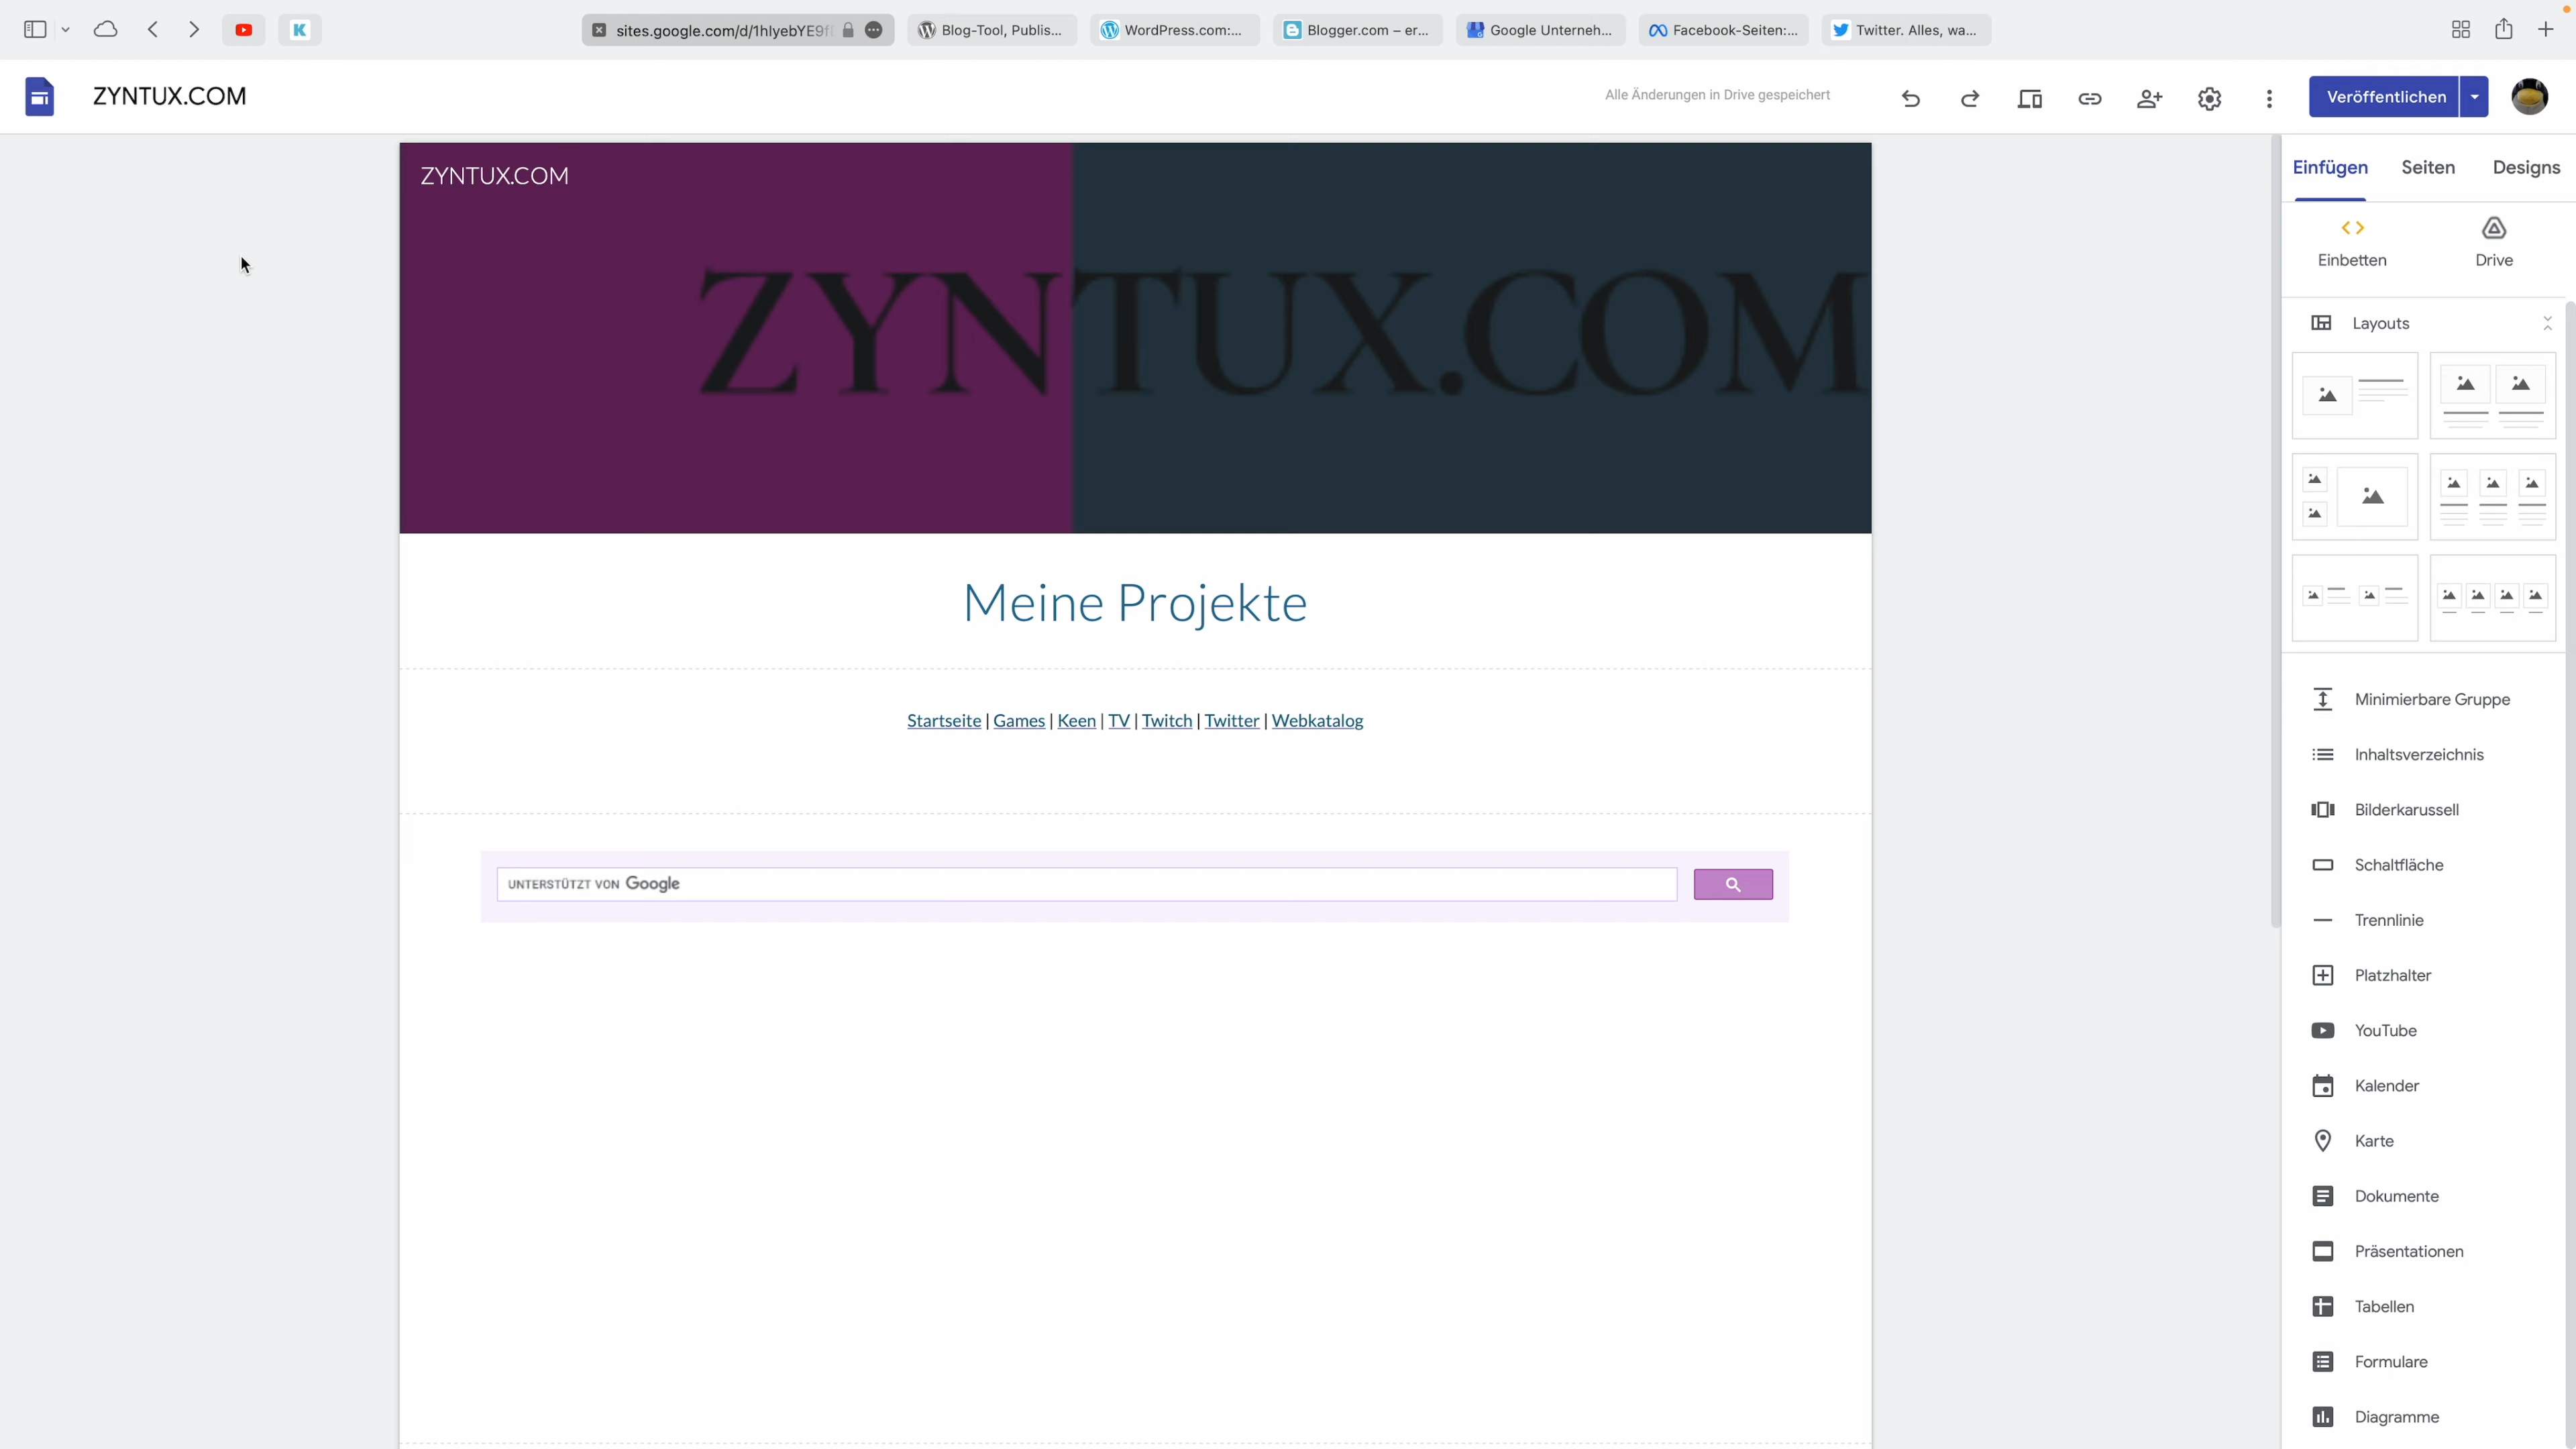 sites.google.com/d/1hIyebYE9f
Blog-Tool, Publis...
WordPress.com:...
Blogger.com – er...
Google Unterneh...
Facebook-Seiten:...
Twitter. Alles, wa...
ZYNTUX.COM
Alle Änderungen in Drive gespeichert
Veröffentlichen
ZYNTUX.COM
ZYNTUX.COM
Meine Projekte
Startseite | Games | Keen | TV | Twitch | Twitter | Webkatalog
UNTERSTÜTZT VON Google
Einfügen
Seiten
Designs
Einbetten
Drive
Layouts
Minimierbare Gruppe
Inhaltsverzeichnis
Bilderkarussell
Schaltfläche
Trennlinie
Platzhalter
YouTube
Kalender
Karte
Dokumente
Präsentationen
Tabellen
Formulare
Diagramme